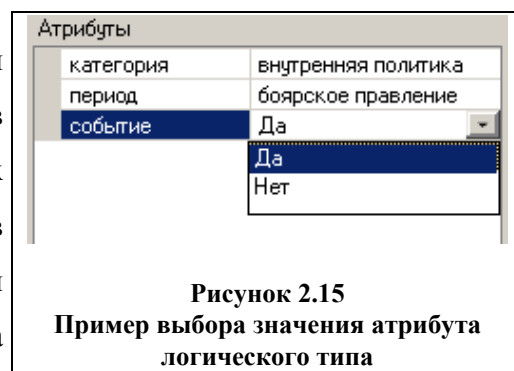 Атрибуты
категория внутренняя политика
период боярское правление
событие Да
Да
Нет
Рисунок 2.15
Пример выбора значения атрибута
логического типа